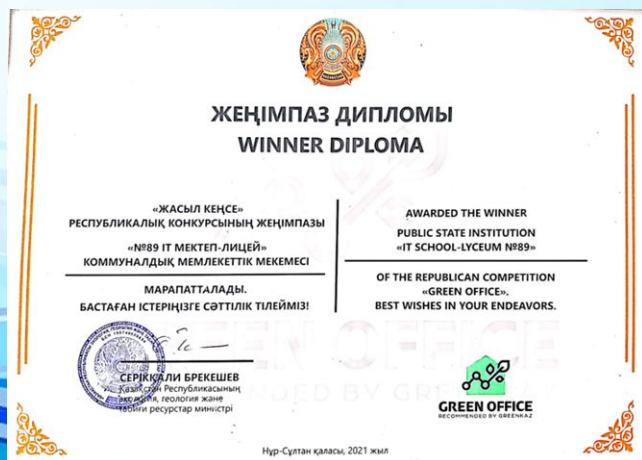 ЖЕҢІМПАЗ ДИПЛОМЫ
WINNER DIPLOMA
«ЖАСЫЛ КЕҢСЕ»
РЕСПУБЛИКАЛЫҚ КОНКУРСЫНЫҢ ЖЕҢІМПАЗЫ
«№89 IT МЕКТЕП-ЛИЦЕЙ»
КОММУНАЛДЫҚ МЕМЛЕКЕТТІК МЕКЕМЕСІ
МАРАПАТТАЛАДЫ.
БАСТАҒАН ІСТЕРІҢІЗГЕ СӘТТІЛІК ТІЛЕЙМІЗ!
AWARDED THE WINNER
PUBLIC STATE INSTITUTION
«IT SCHOOL-LYCEUM №89»
OF THE REPUBLICAN COMPETITION
«GREEN OFFICE».
BEST WISHES IN YOUR ENDEAVORS.
СЕРІКҚАЛИ БРЕКЕШЕВ
Қазақстан Республикасының
экология, геология және
табиғи ресурстар министрі
GREEN OFFICE
RECOMMENDED BY GREENKAZ
Нұр-Сұлтан қаласы, 2021 жыл